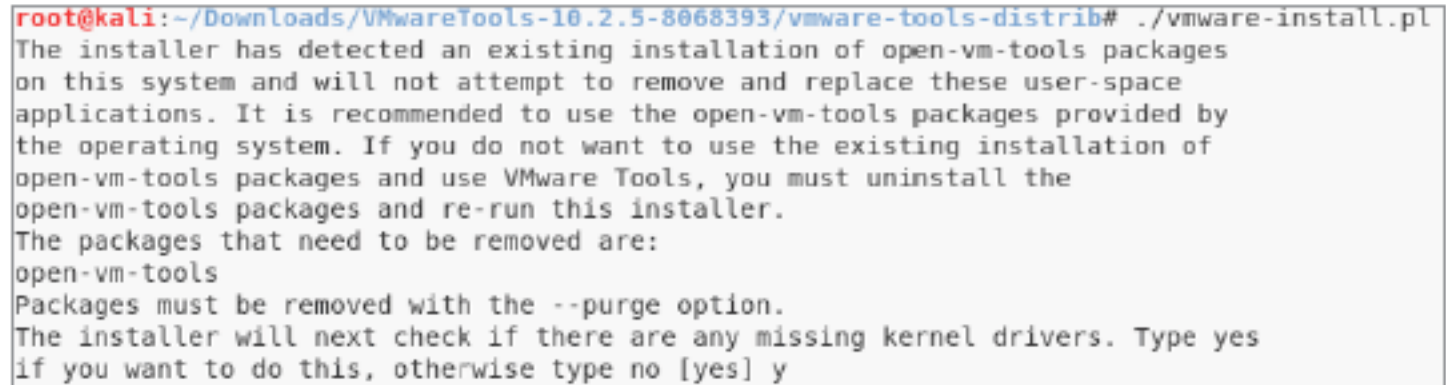 root@kali:~/Downloads/VMwareTools-10.2.5-8068393/vmware-tools-distrib# ./vmware-install.pl
The installer has detected an existing installation of open-vm-tools packages
on this system and will not attempt to remove and replace these user-space
applications. It is recommended to use the open-vm-tools packages provided by
the operating system. If you do not want to use the existing installation of
open-vm-tools packages and use VMware Tools, you must uninstall the
open-vm-tools packages and re-run this installer.
The packages that need to be removed are:
open-vm-tools
Packages must be removed with the --purge option.
The installer will next check if there are any missing kernel drivers. Type yes
if you want to do this, otherwise type no [yes] y